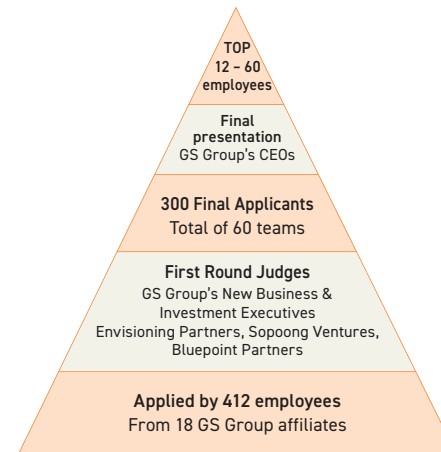 TOP
12 – 60
employees
Final
presentation
GS Group's CEOs
300 Final Applicants
Total of 60 teams
First Round Judges
GS Group's New Business &
Investment Executives
Envisioning Partners, Sopoong Ventures,
Bluepoint Partners
Applied by 412 employees
From 18 GS Group affiliates